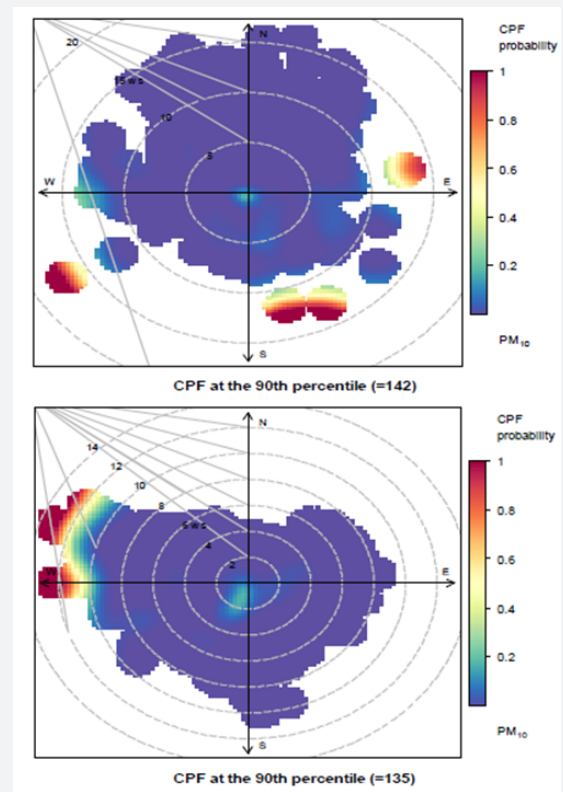 CPF
probability
20
N
15 ws
10
5
W
E
S
1
0.8
0.6
0.4
0.2
PM₁₀
CPF at the 90th percentile (=142)
CPF
probability
14
N
12
10
8
6 ws
4
2
W
E
S
1
0.8
0.6
0.4
0.2
PM₁₀
CPF at the 90th percentile (=135)